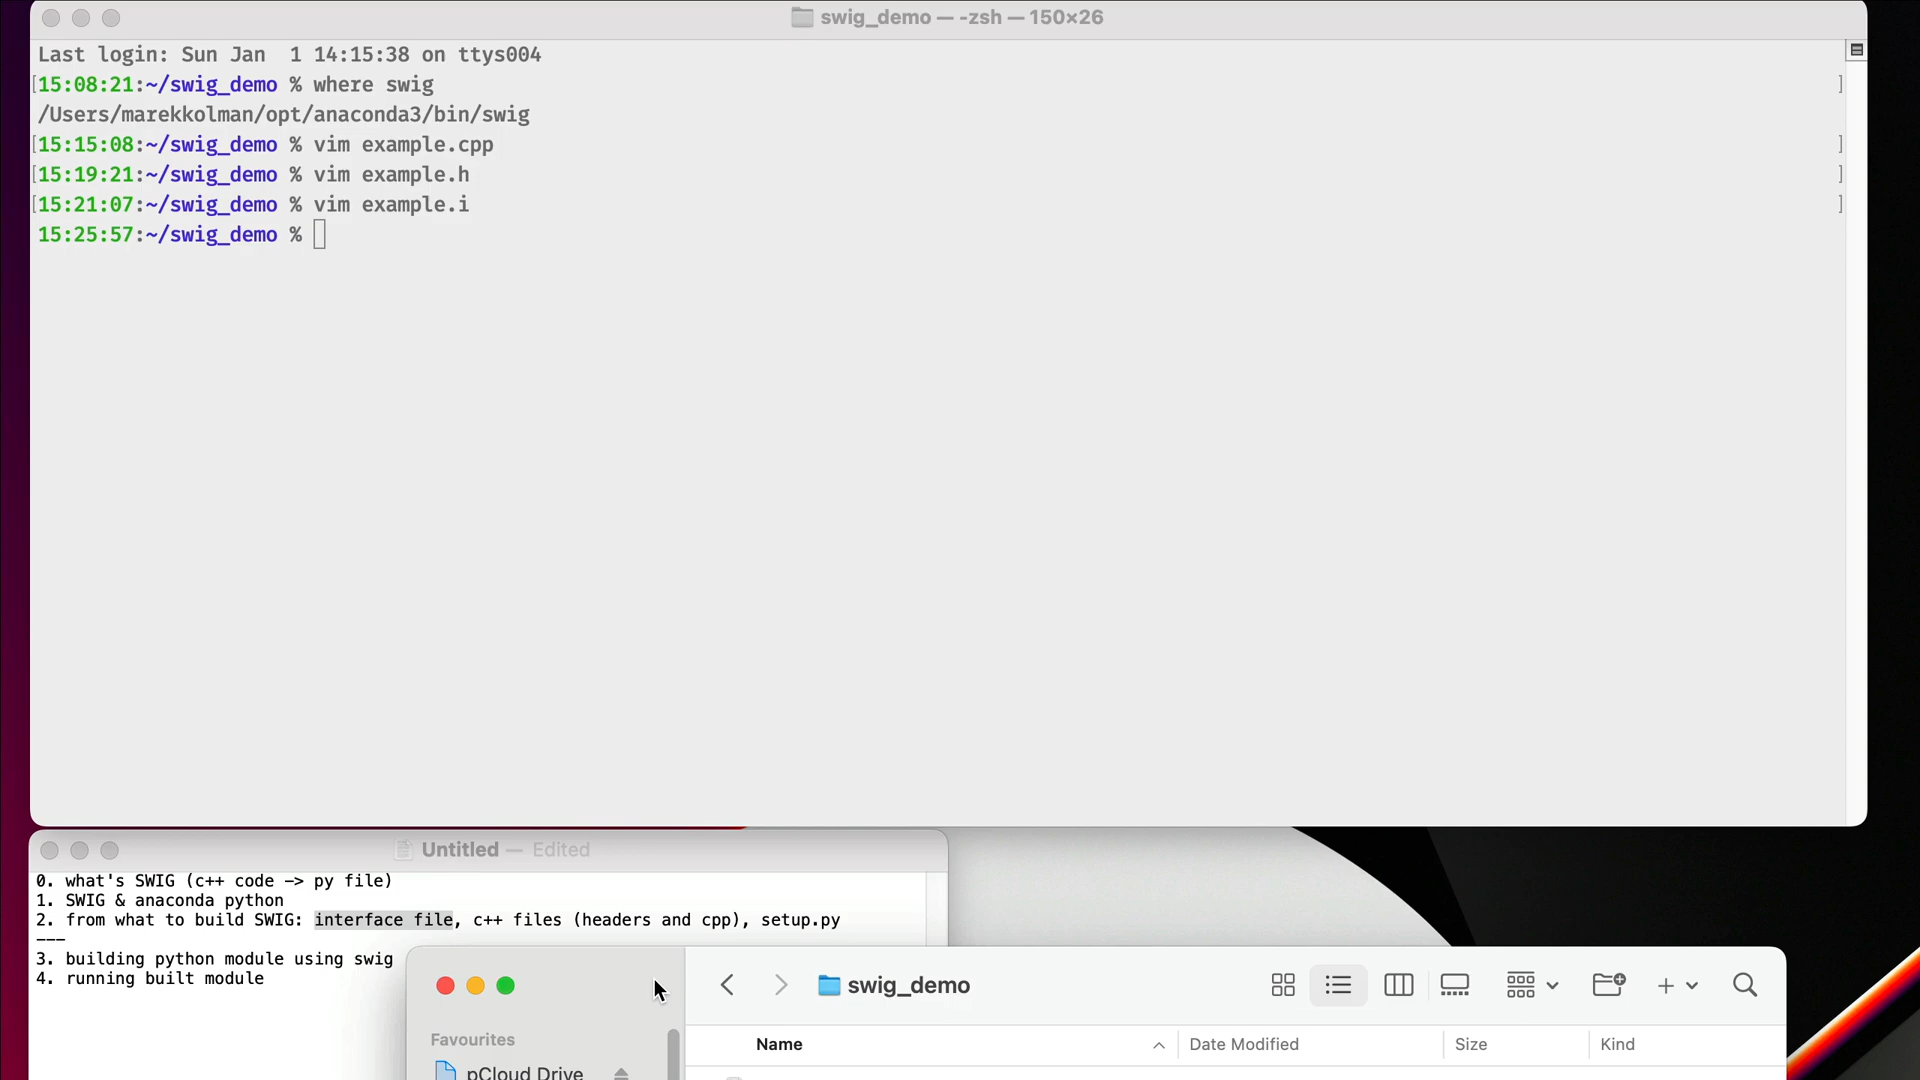 swig_demo — -zsh — 150×26
Last login: Sun Jan  1 14:15:38 on ttys004
[15:08:21:~/swig_demo % where swig ]
/Users/marekkolman/opt/anaconda3/bin/swig
[15:15:08:~/swig_demo % vim example.cpp ]
[15:19:21:~/swig_demo % vim example.h ]
[15:21:07:~/swig_demo % vim example.i ]
15:25:57:~/swig_demo %
Untitled — Edited
0. what's SWIG (c++ code —> py file)
1. SWIG & anaconda python
2. from what to build SWIG: interface file, c++ files (headers and cpp), setup.py
———
3. building python module using swig
4. running built module
swig_demo
Favourites
pCloud Drive
Name Date Modified Size Kind